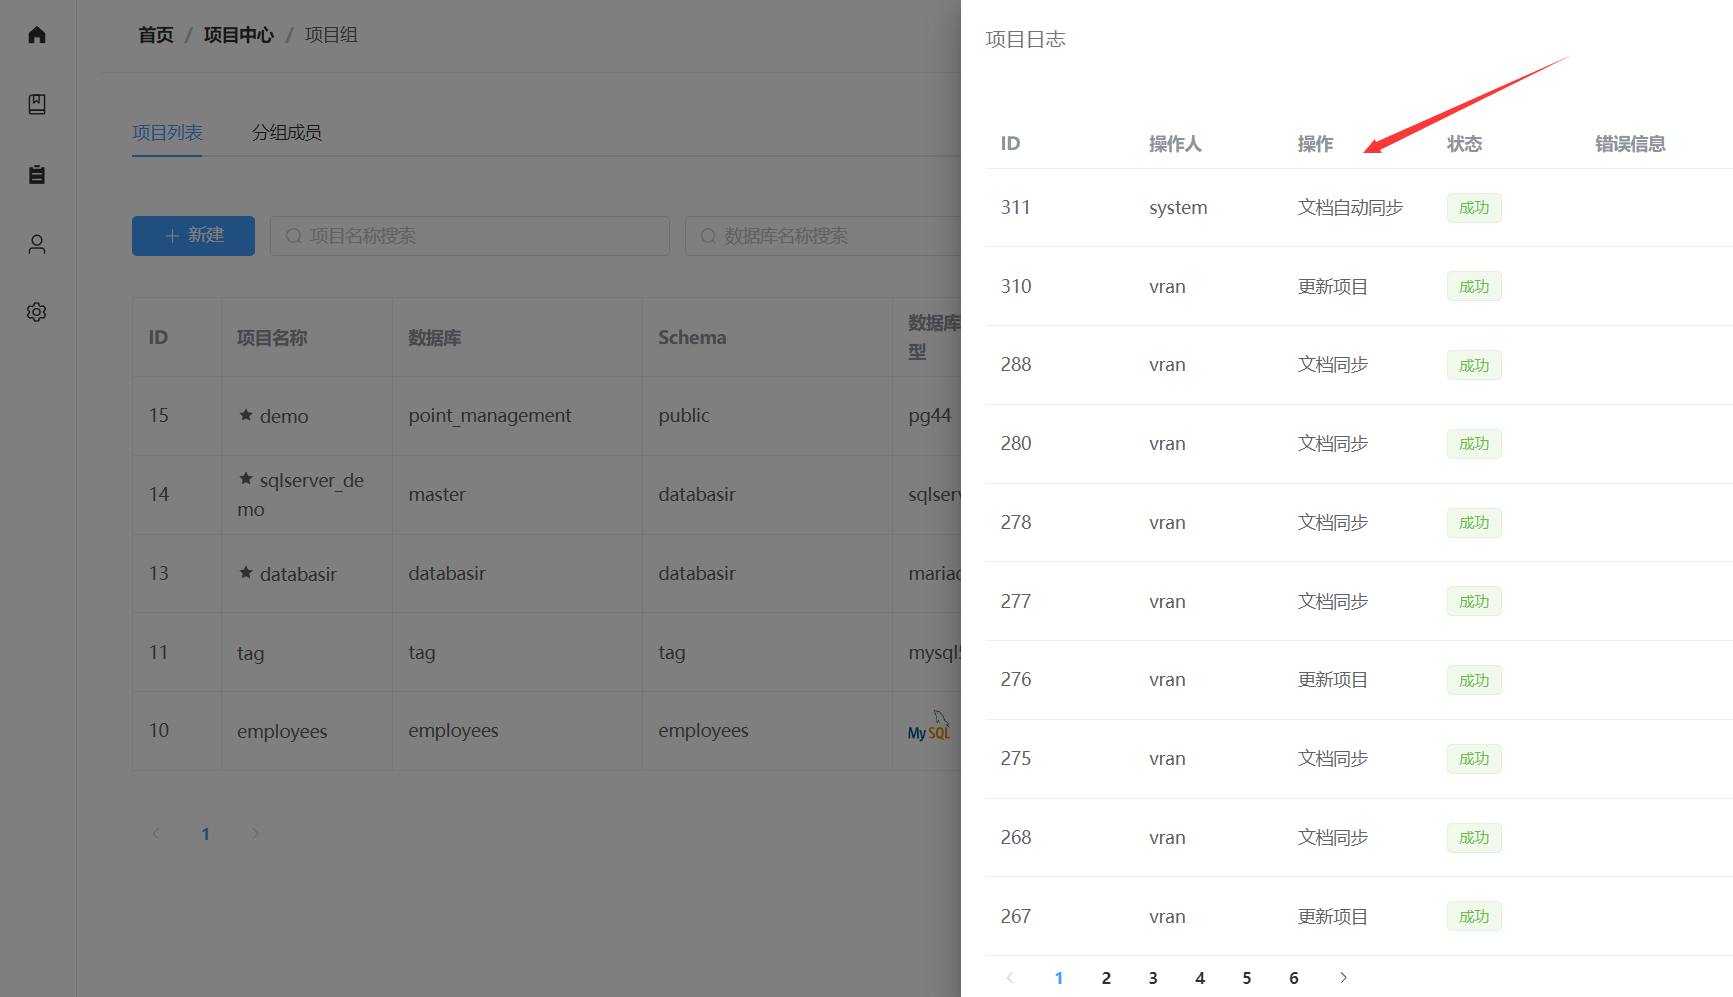 首页 / 项目中心 / 项目组
项目列表 分组成员
新建 项目名称搜索 数据库名称搜索
ID 项目名称 数据库 Schema 数据库
型
15 demo point_management public pg44
14 sqlserver_de
mo master databasir sqlserv
13 databasir databasir databasir mariad
11 tag tag tag mysql5
10 employees employees employees MySQL
1
项目日志
ID 操作人 操作 状态 错误信息
311 system 文档自动同步 成功
310 vran 更新项目 成功
288 vran 文档同步 成功
280 vran 文档同步 成功
278 vran 文档同步 成功
277 vran 文档同步 成功
276 vran 更新项目 成功
275 vran 文档同步 成功
268 vran 文档同步 成功
267 vran 更新项目 成功
1 2 3 4 5 6